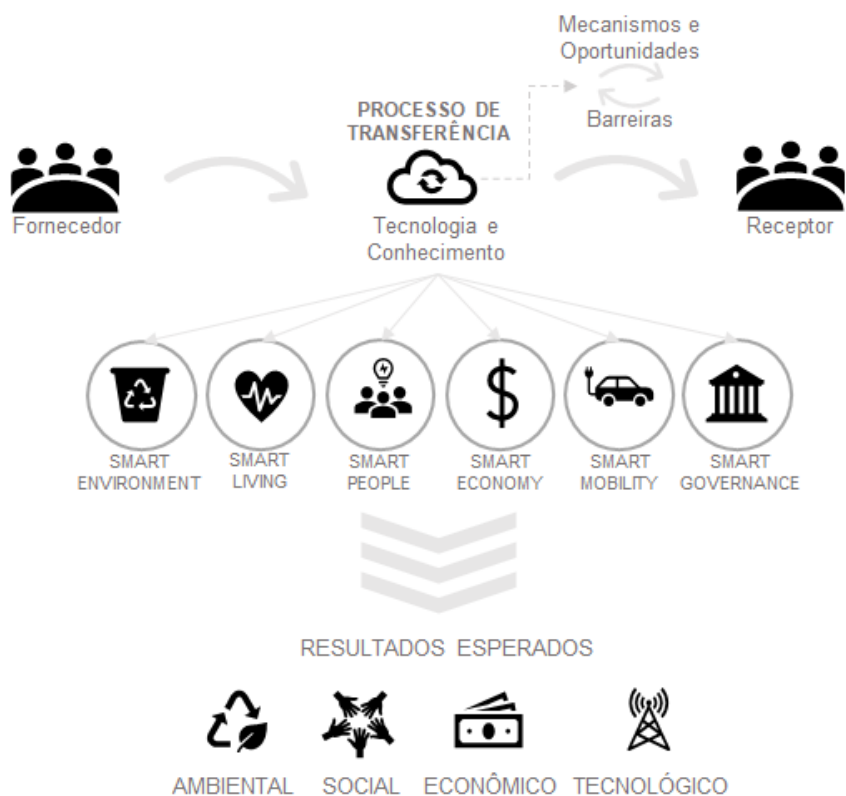 Mecanismos e
Oportunidades
Barreiras
PROCESSO DE
TRANSFERÊNCIA
Fornecedor
Tecnologia e
Conhecimento
Receptor
SMART
ENVIRONMENT
SMART
LIVING
SMART
PEOPLE
SMART
ECONOMY
SMART
MOBILITY
SMART
GOVERNANCE
RESULTADOS ESPERADOS
AMBIENTAL
SOCIAL
ECONÔMICO
TECNOLÓGICO